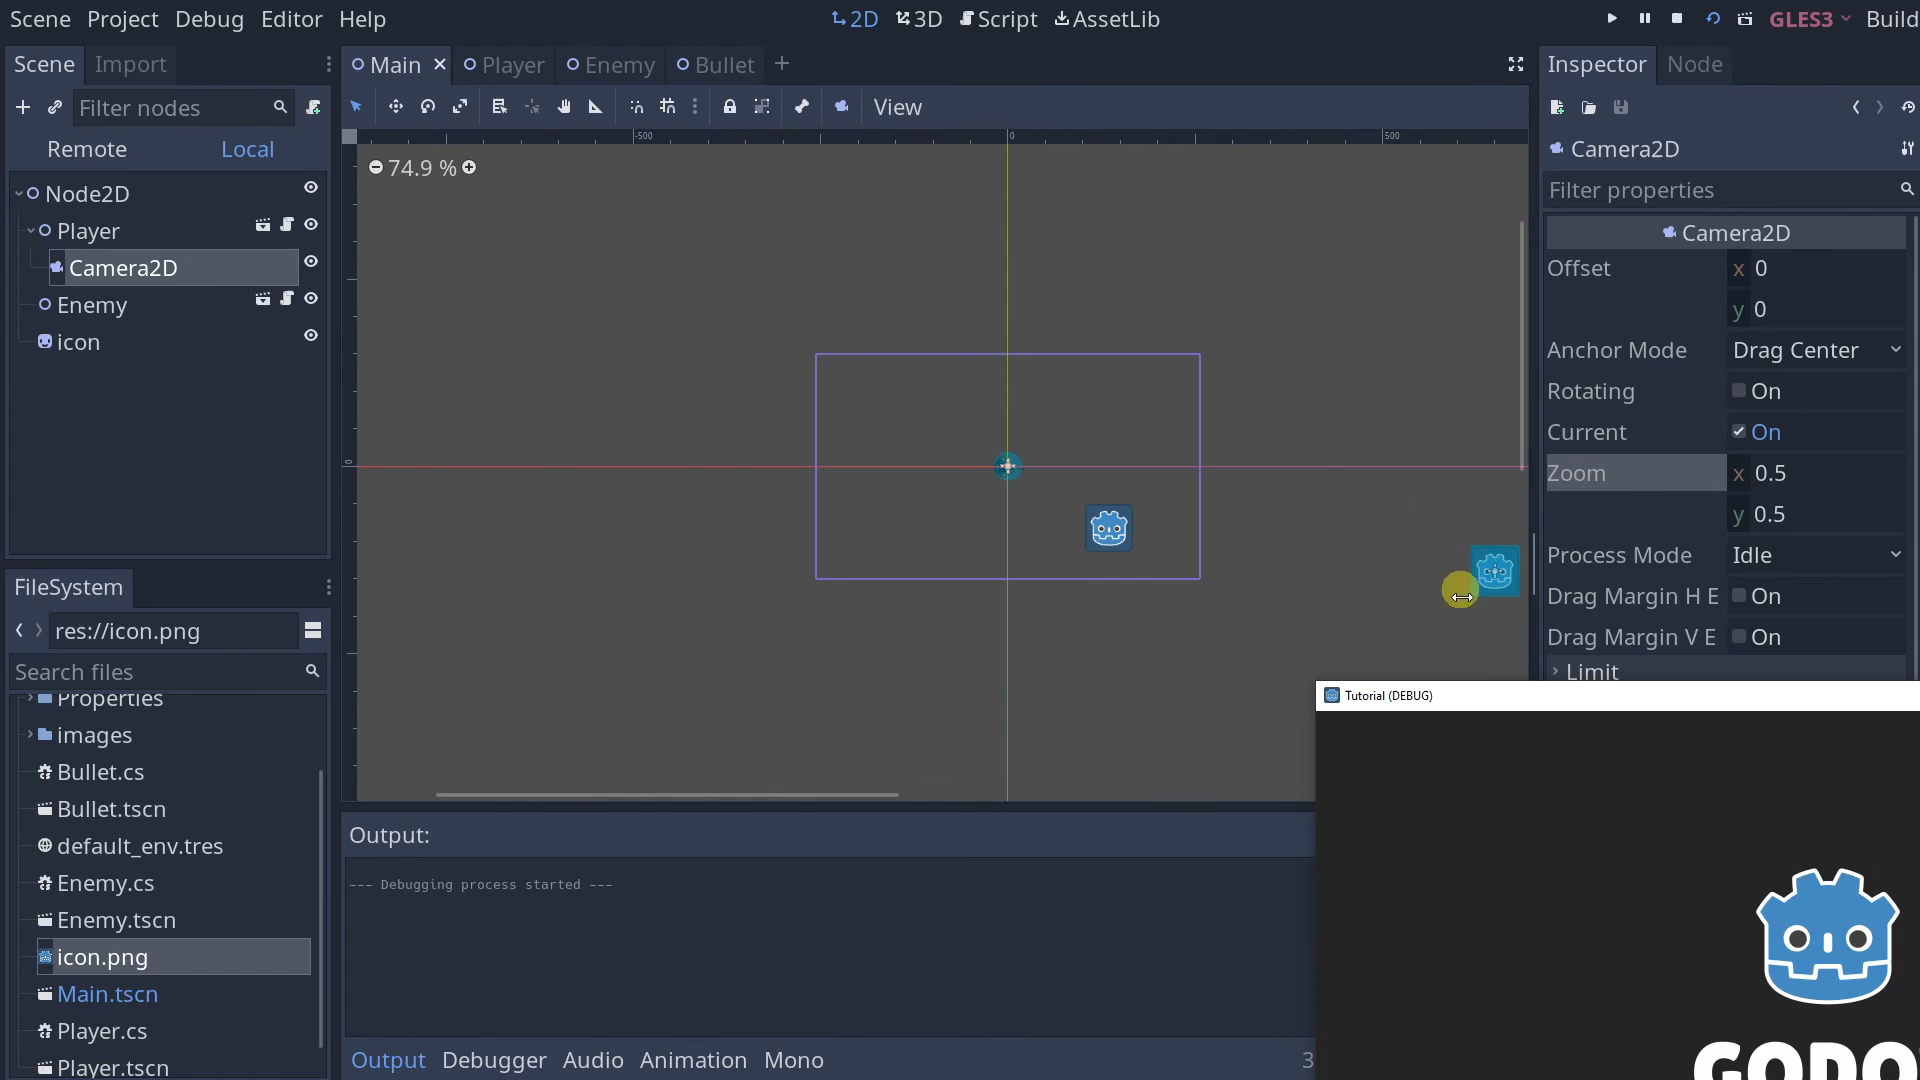 Scene Project Debug Editor Help
2D 3D Script AssetLib
GLES3 Build
Scene Import
Main Player Enemy Bullet
Inspector Node
Filter nodes
View
Remote Local
Camera2D
-500 0 500
74.9 %
Filter properties
Node2D
Player
Camera2D
Enemy
icon
Camera2D
Offset x 0
y 0
Anchor Mode Drag Center
Rotating On
Current On
Zoom x 0.5
y 0.5
Process Mode Idle
Drag Margin H E On
Drag Margin V E On
Limit
0
FileSystem
res://icon.png
Search files
Properties
images
Bullet.cs
Bullet.tscn
default_env.tres
Enemy.cs
Enemy.tscn
icon.png
Main.tscn
Player.cs
Player.tscn
Output:
--- Debugging process started ---
Output Debugger Audio Animation Mono
3
Tutorial (DEBUG)
GODO